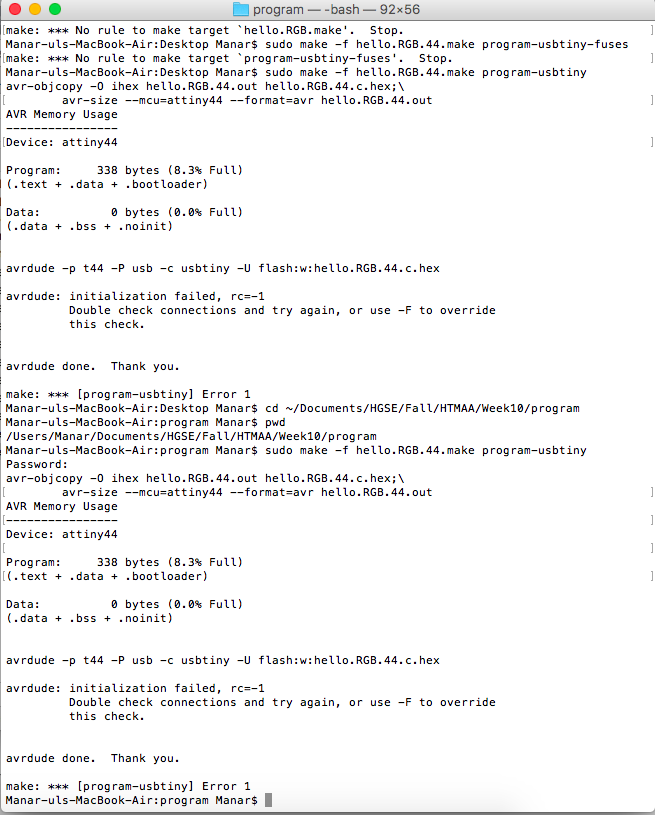 program — -bash — 92×56
[make: *** No rule to make target `hello.RGB.make'.  Stop.
Manar-uls-MacBook-Air:Desktop Manar$ sudo make -f hello.RGB.44.make program-usbtiny-fuses
[make: *** No rule to make target `program-usbtiny-fuses'.  Stop. ]
Manar-uls-MacBook-Air:Desktop Manar$ sudo make -f hello.RGB.44.make program-usbtiny
avr-objcopy -O ihex hello.RGB.44.out hello.RGB.44.c.hex;\
[        avr-size --mcu=attiny44 --format=avr hello.RGB.44.out ]
AVR Memory Usage
----------------
[Device: attiny44 ]
Program:     338 bytes (8.3% Full)
(.text + .data + .bootloader)
Data:          0 bytes (0.0% Full)
(.data + .bss + .noinit)
avrdude -p t44 -P usb -c usbtiny -U flash:w:hello.RGB.44.c.hex
avrdude: initialization failed, rc=-1
         Double check connections and try again, or use -F to override
         this check.
avrdude done.  Thank you.
make: *** [program-usbtiny] Error 1
Manar-uls-MacBook-Air:Desktop Manar$ cd ~/Documents/HGSE/Fall/HTMAA/Week10/program
Manar-uls-MacBook-Air:program Manar$ pwd
/Users/Manar/Documents/HGSE/Fall/HTMAA/Week10/program
Manar-uls-MacBook-Air:program Manar$ sudo make -f hello.RGB.44.make program-usbtiny
Password:
avr-objcopy -O ihex hello.RGB.44.out hello.RGB.44.c.hex;\
[        avr-size --mcu=attiny44 --format=avr hello.RGB.44.out ]
AVR Memory Usage
[---------------- ]
Device: attiny44
[ ]
Program:     338 bytes (8.3% Full)
[(.text + .data + .bootloader) ]
Data:          0 bytes (0.0% Full)
(.data + .bss + .noinit)
avrdude -p t44 -P usb -c usbtiny -U flash:w:hello.RGB.44.c.hex
avrdude: initialization failed, rc=-1
         Double check connections and try again, or use -F to override
         this check.
avrdude done.  Thank you.
make: *** [program-usbtiny] Error 1
Manar-uls-MacBook-Air:program Manar$